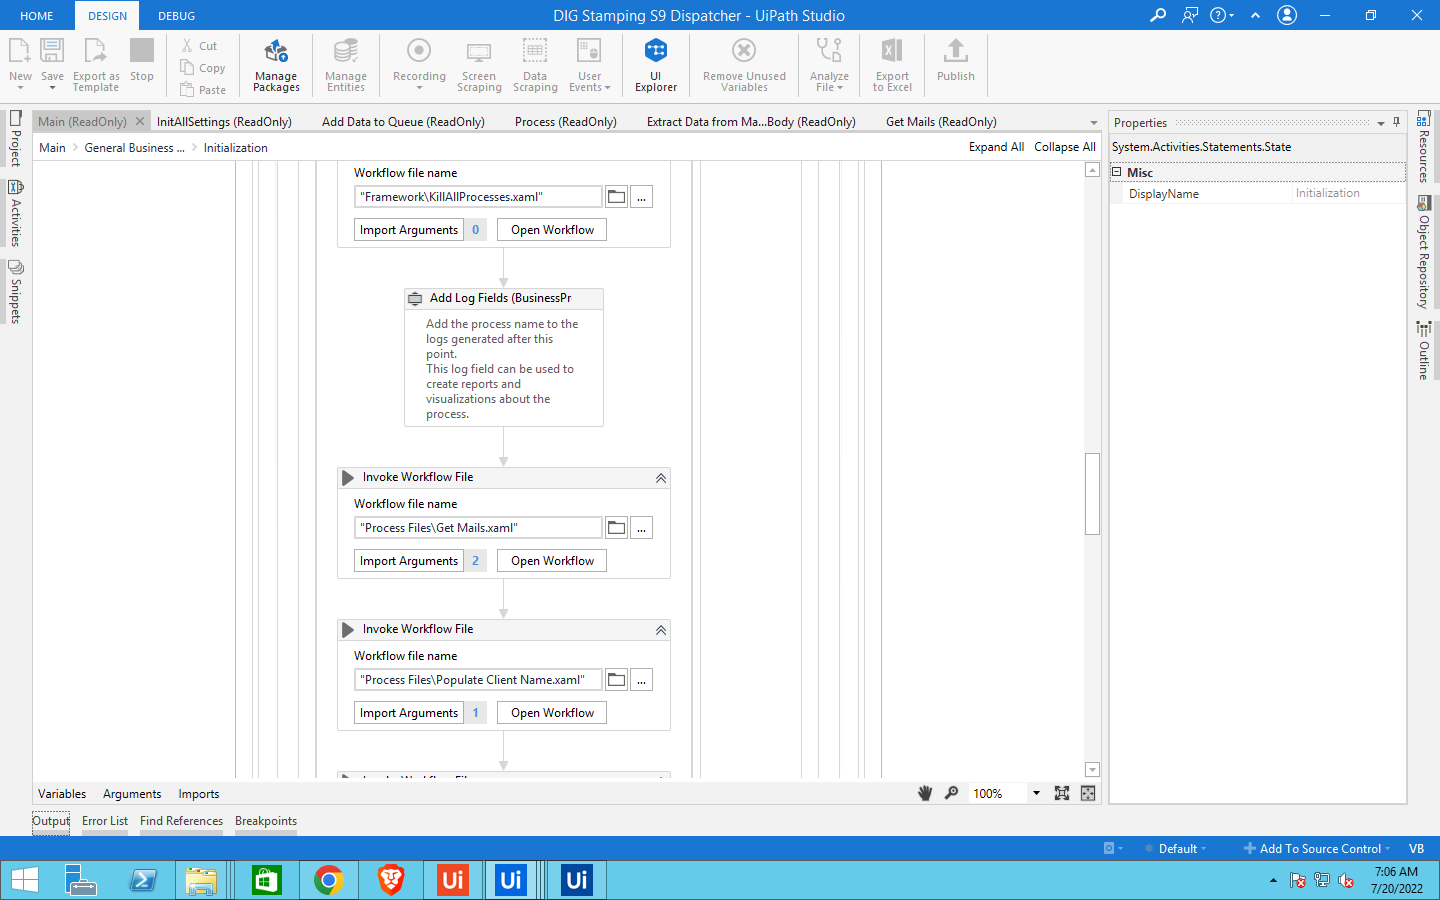 HOME
DESIGN
DEBUG
DIG Stamping S9 Dispatcher - UiPath Studio
New
Save
Export as
Template
Stop
Cut
Copy
Paste
Manage
Packages
Manage
Entities
Recording
Screen
Scraping
Data
Scraping
User
Events
UI
Explorer
Remove Unused
Variables
Analyze
File
Export
to Excel
Publish
Main (ReadOnly)
InitAllSettings (ReadOnly)
Add Data to Queue (ReadOnly)
Process (ReadOnly)
Extract Data from Ma...Body (ReadOnly)
Get Mails (ReadOnly)
Main
General Business ...
Initialization
Expand All
Collapse All
Project
Activities
Snippets
Workflow file name
"Framework\KillAllProcesses.xaml"
...
Import Arguments
0
Open Workflow
Add Log Fields (BusinessPr
Add the process name to the
logs generated after this
point.
This log field can be used to
create reports and
visualizations about the
process.
Invoke Workflow File
Workflow file name
"Process Files\Get Mails.xaml"
...
Import Arguments
2
Open Workflow
Invoke Workflow File
Workflow file name
"Process Files\Populate Client Name.xaml"
...
Import Arguments
1
Open Workflow
Properties
System.Activities.Statements.State
Misc
DisplayName
Initialization
Resources
Object Repository
Outline
Variables
Arguments
Imports
100%
Output
Error List
Find References
Breakpoints
Default
Add To Source Control
VB
Ui
Ui
Ui
7:06 AM
7/20/2022